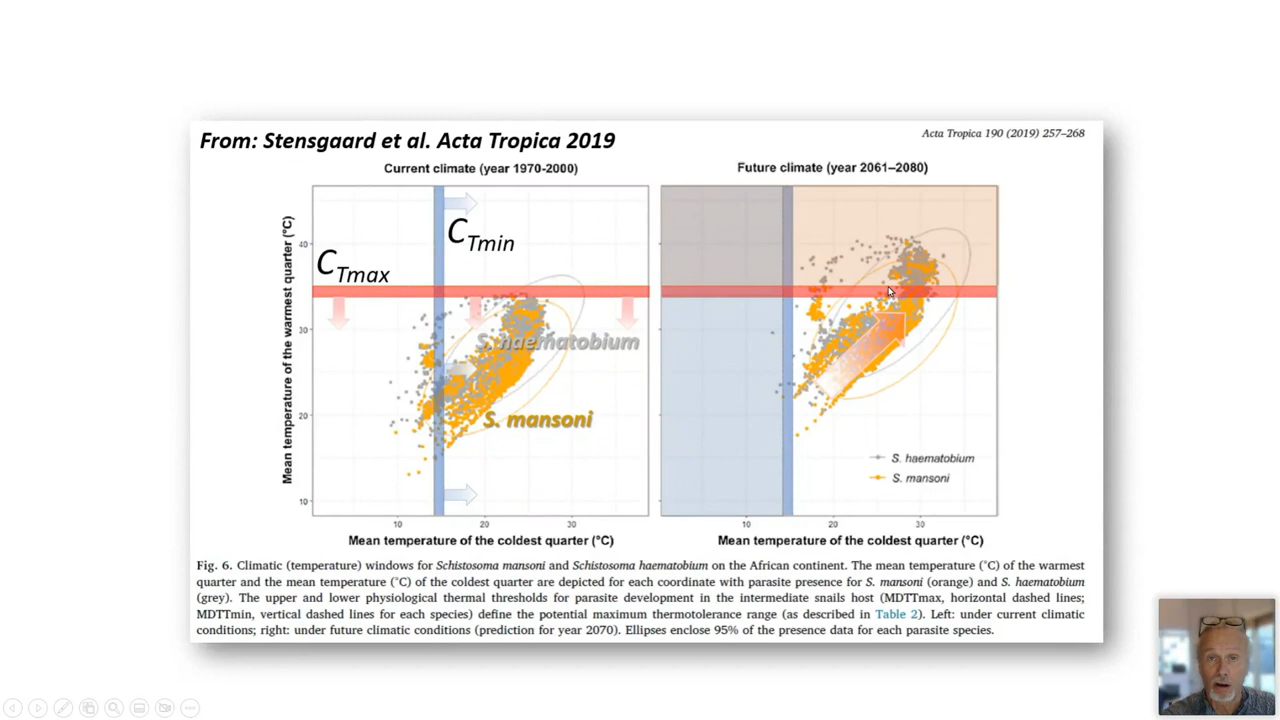 From: Stensgaard et al. Acta Tropica 2019
Acta Tropica 190 (2019) 257–268
Current climate (year 1970-2000)
Future climate (year 2061–2080)
Mean temperature of the warmest quarter (°C)
40
30
20
10
CTmax
CTmin
S. haematobium
S. mansoni
S. haematobium
S. mansoni
10
20
30
10
20
30
Mean temperature of the coldest quarter (°C)
Mean temperature of the coldest quarter (°C)
Fig. 6. Climatic (temperature) windows for Schistosoma mansoni and Schistosoma haematobium on the African continent. The mean temperature (°C) of the warmest
quarter and the mean temperature (°C) of the coldest quarter are depicted for each coordinate with parasite presence for S. mansoni (orange) and S. haematobium
(grey). The upper and lower physiological thermal thresholds for parasite development in the intermediate snails host (MDTTmax, horizontal dashed lines;
MDTTmin, vertical dashed lines for each species) define the potential maximum thermotolerance range (as described in Table 2). Left: under current climatic
conditions; right: under future climatic conditions (prediction for year 2070). Ellipses enclose 95% of the presence data for each parasite species.